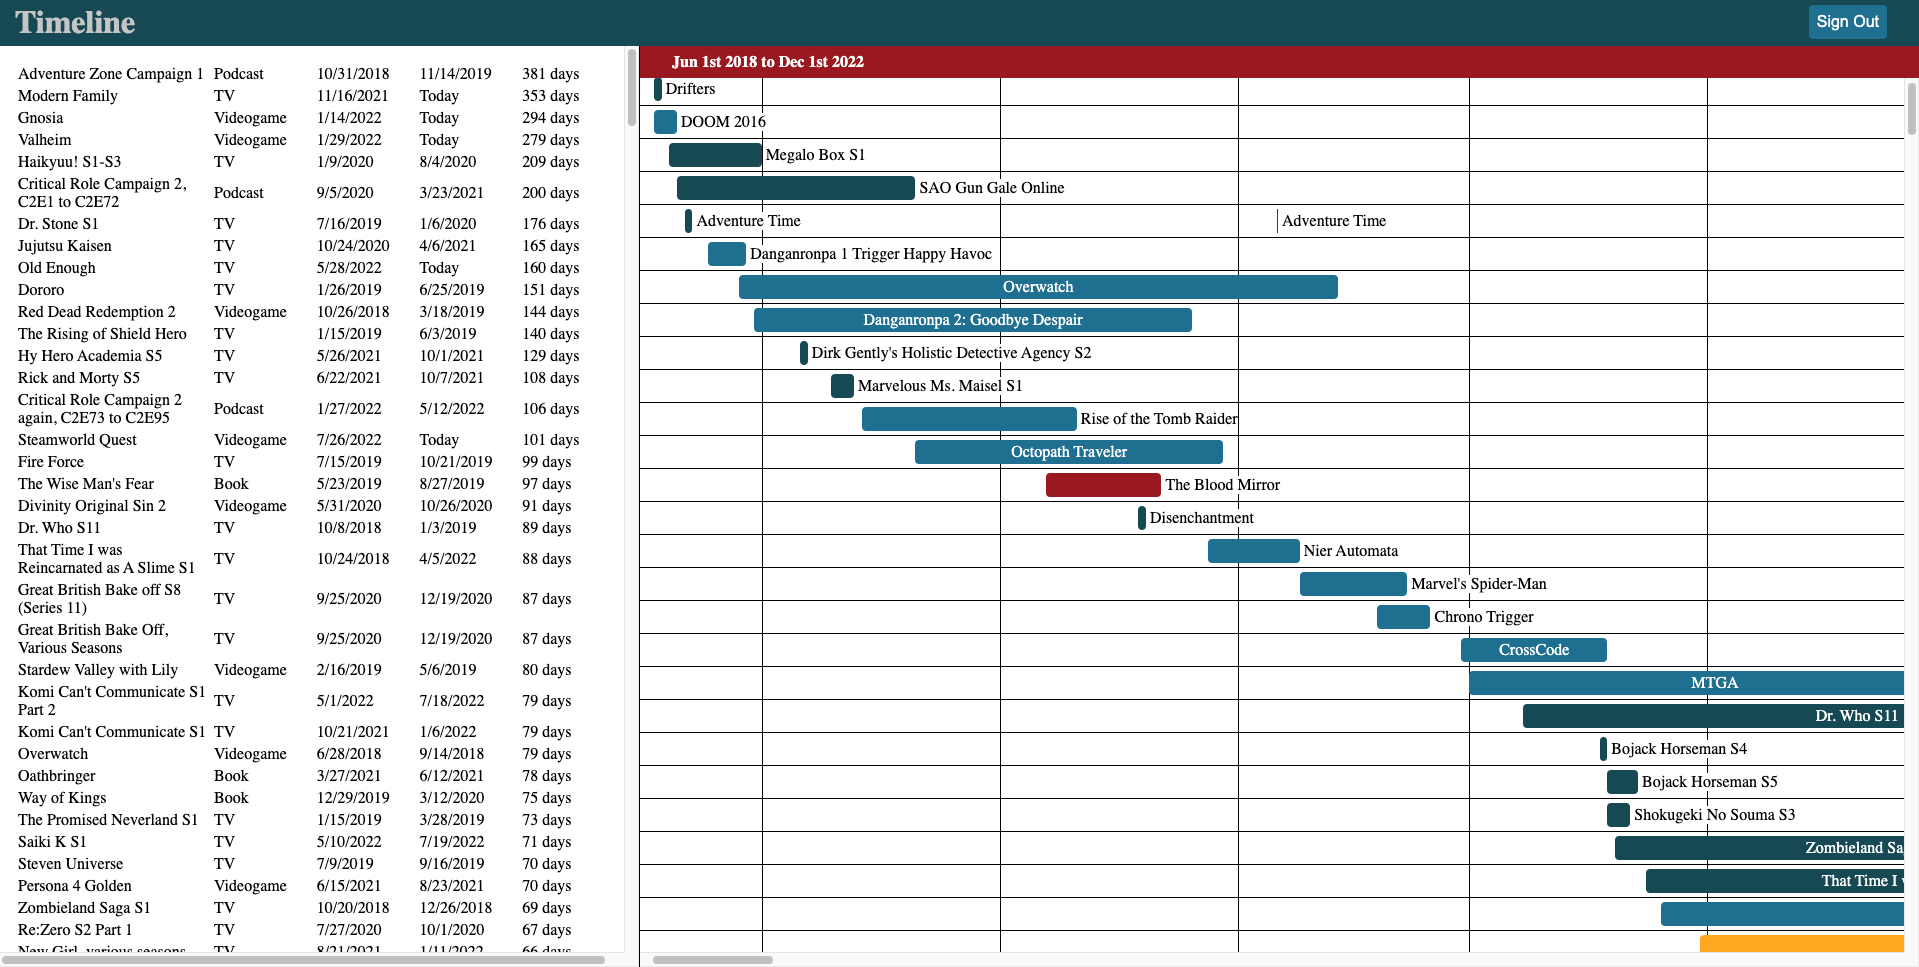 Timeline
Sign Out
Adventure Zone Campaign 1 Podcast 10/31/2018 11/14/2019 381 days
Modern Family TV 11/16/2021 Today 353 days
Gnosia Videogame 1/14/2022 Today 294 days
Valheim Videogame 1/29/2022 Today 279 days
Haikyuu! S1-S3 TV 1/9/2020 8/4/2020 209 days
Critical Role Campaign 2,
C2E1 to C2E72 Podcast 9/5/2020 3/23/2021 200 days
Dr. Stone S1 TV 7/16/2019 1/6/2020 176 days
Jujutsu Kaisen TV 10/24/2020 4/6/2021 165 days
Old Enough TV 5/28/2022 Today 160 days
Dororo TV 1/26/2019 6/25/2019 151 days
Red Dead Redemption 2 Videogame 10/26/2018 3/18/2019 144 days
The Rising of Shield Hero TV 1/15/2019 6/3/2019 140 days
Hy Hero Academia S5 TV 5/26/2021 10/1/2021 129 days
Rick and Morty S5 TV 6/22/2021 10/7/2021 108 days
Critical Role Campaign 2
again, C2E73 to C2E95 Podcast 1/27/2022 5/12/2022 106 days
Steamworld Quest Videogame 7/26/2022 Today 101 days
Fire Force TV 7/15/2019 10/21/2019 99 days
The Wise Man's Fear Book 5/23/2019 8/27/2019 97 days
Divinity Original Sin 2 Videogame 5/31/2020 10/26/2020 91 days
Dr. Who S11 TV 10/8/2018 1/3/2019 89 days
That Time I was
Reincarnated as A Slime S1 TV 10/24/2018 4/5/2022 88 days
Great British Bake off S8
(Series 11) TV 9/25/2020 12/19/2020 87 days
Great British Bake Off,
Various Seasons TV 9/25/2020 12/19/2020 87 days
Stardew Valley with Lily Videogame 2/16/2019 5/6/2019 80 days
Komi Can't Communicate S1
Part 2 TV 5/1/2022 7/18/2022 79 days
Komi Can't Communicate S1 TV 10/21/2021 1/6/2022 79 days
Overwatch Videogame 6/28/2018 9/14/2018 79 days
Oathbringer Book 3/27/2021 6/12/2021 78 days
Way of Kings Book 12/29/2019 3/12/2020 75 days
The Promised Neverland S1 TV 1/15/2019 3/28/2019 73 days
Saiki K S1 TV 5/10/2022 7/19/2022 71 days
Steven Universe TV 7/9/2019 9/16/2019 70 days
Persona 4 Golden Videogame 6/15/2021 8/23/2021 70 days
Zombieland Saga S1 TV 10/20/2018 12/26/2018 69 days
Re:Zero S2 Part 1 TV 7/27/2020 10/1/2020 67 days
New Girl, various seasons TV 8/21/2021 1/11/2022 66 days
Jun 1st 2018 to Dec 1st 2022
Drifters
DOOM 2016
Megalo Box S1
SAO Gun Gale Online
Adventure Time Adventure Time
Danganronpa 1 Trigger Happy Havoc
Overwatch
Danganronpa 2: Goodbye Despair
Dirk Gently's Holistic Detective Agency S2
Marvelous Ms. Maisel S1
Rise of the Tomb Raider
Octopath Traveler
The Blood Mirror
Disenchantment
Nier Automata
Marvel's Spider-Man
Chrono Trigger
CrossCode
MTGA
Dr. Who S11
Bojack Horseman S4
Bojack Horseman S5
Shokugeki No Souma S3
Zombieland Sa
That Time I